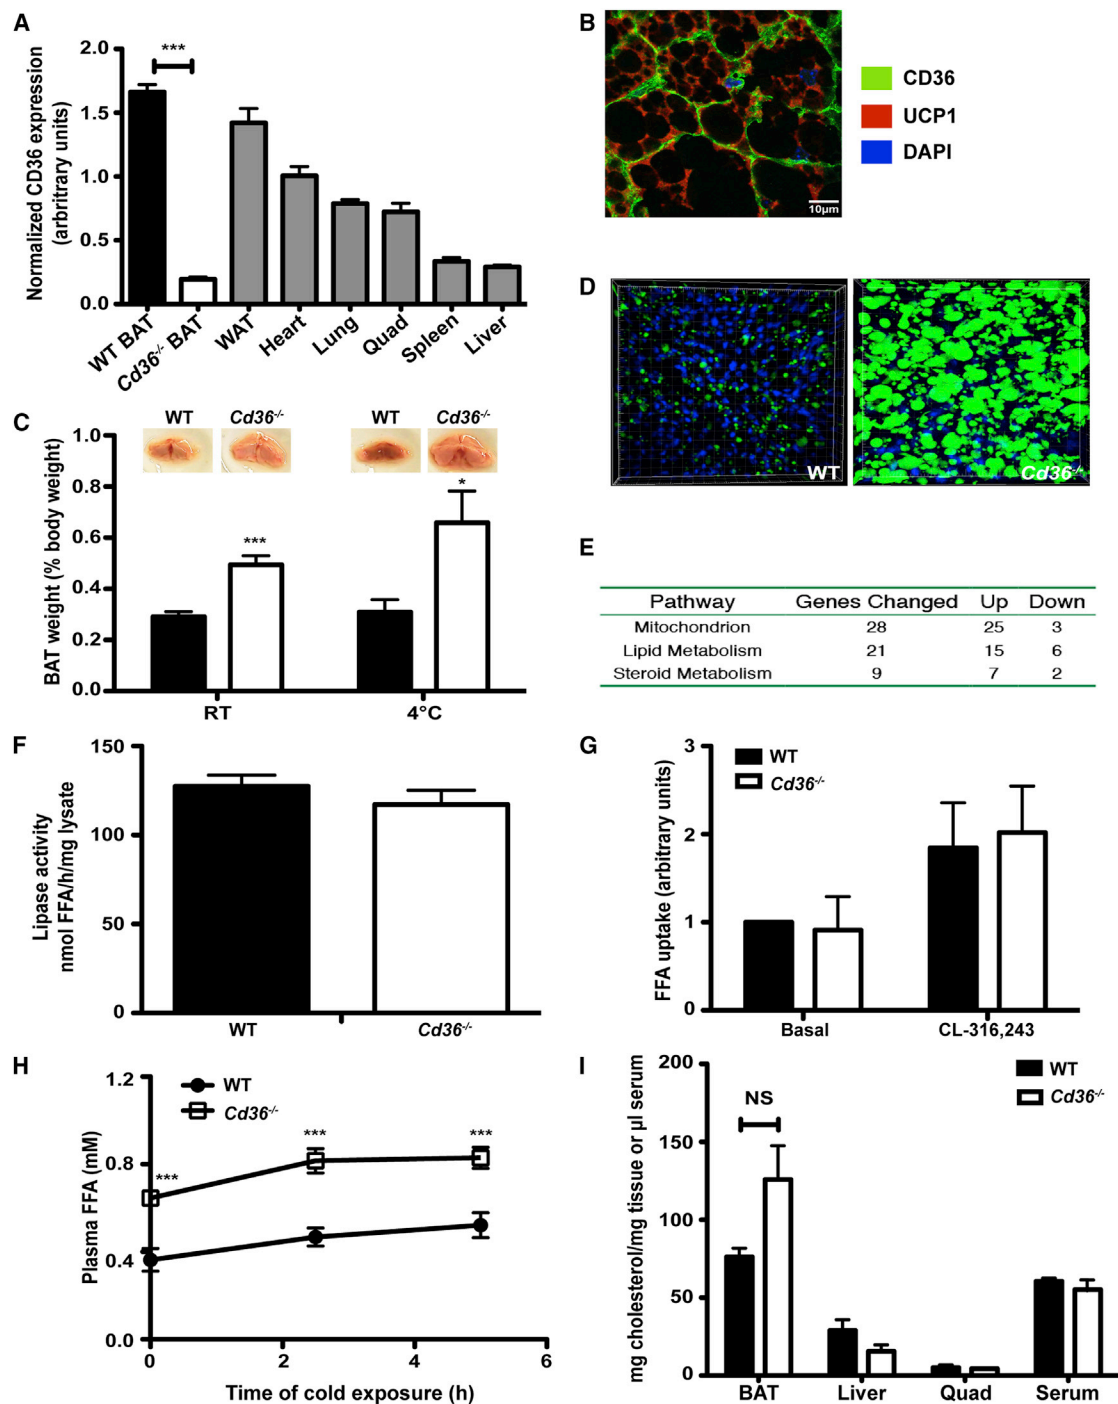 A
Normalized CD36 expression
(arbritrary units)
2.0
1.5
1.0
0.5
0.0
***
WT BAT
Cd36-/- BAT
WAT
Heart
Lung
Quad
Spleen
Liver
B
10µm
CD36
UCP1
DAPI
C
WT
Cd36-/-
WT
Cd36-/-
BAT weight (% body weight)
1.0
0.8
0.6
0.4
0.2
0.0
***
*
RT
4°C
D
WT
Cd36-/-
E
Pathway Genes Changed Up Down
Mitochondrion 28 25 3
Lipid Metabolism 21 15 6
Steroid Metabolism 9 7 2
F
Lipase activity
nmol FFA/h/mg lysate
150
100
50
0
WT
Cd36-/-
G
FFA uptake (arbitrary units)
3
2
1
0
WT
Cd36-/-
Basal
CL-316,243
H
Plasma FFA (mM)
1.2
0.8
0.4
0.0
WT
Cd36-/-
***
***
***
0 2 4 6
Time of cold exposure (h)
I
mg cholesterol/mg tissue or µl serum
200
150
100
50
0
NS
WT
Cd36-/-
BAT
Liver
Quad
Serum